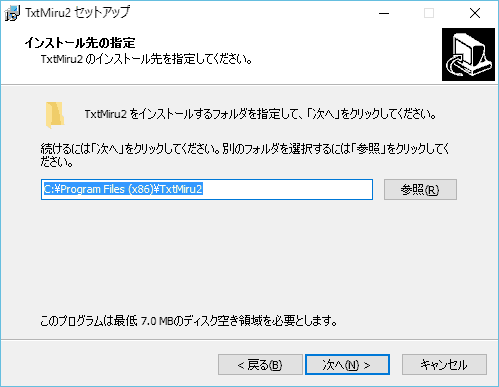 TxtMiru2 セットアップ
インストール先の指定
TxtMiru2 のインストール先を指定してください。
TxtMiru2 をインストールするフォルダを指定して、「次へ」をクリックしてください。
続けるには「次へ」をクリックしてください。別のフォルダを選択するには「参照」をクリックしてく
ださい。
C:¥Program Files (x86)¥TxtMiru2
参照(R)
このプログラムは最低 7.0 MBのディスク空き領域を必要とします。
< 戻る(B)
次へ(N) >
キャンセル